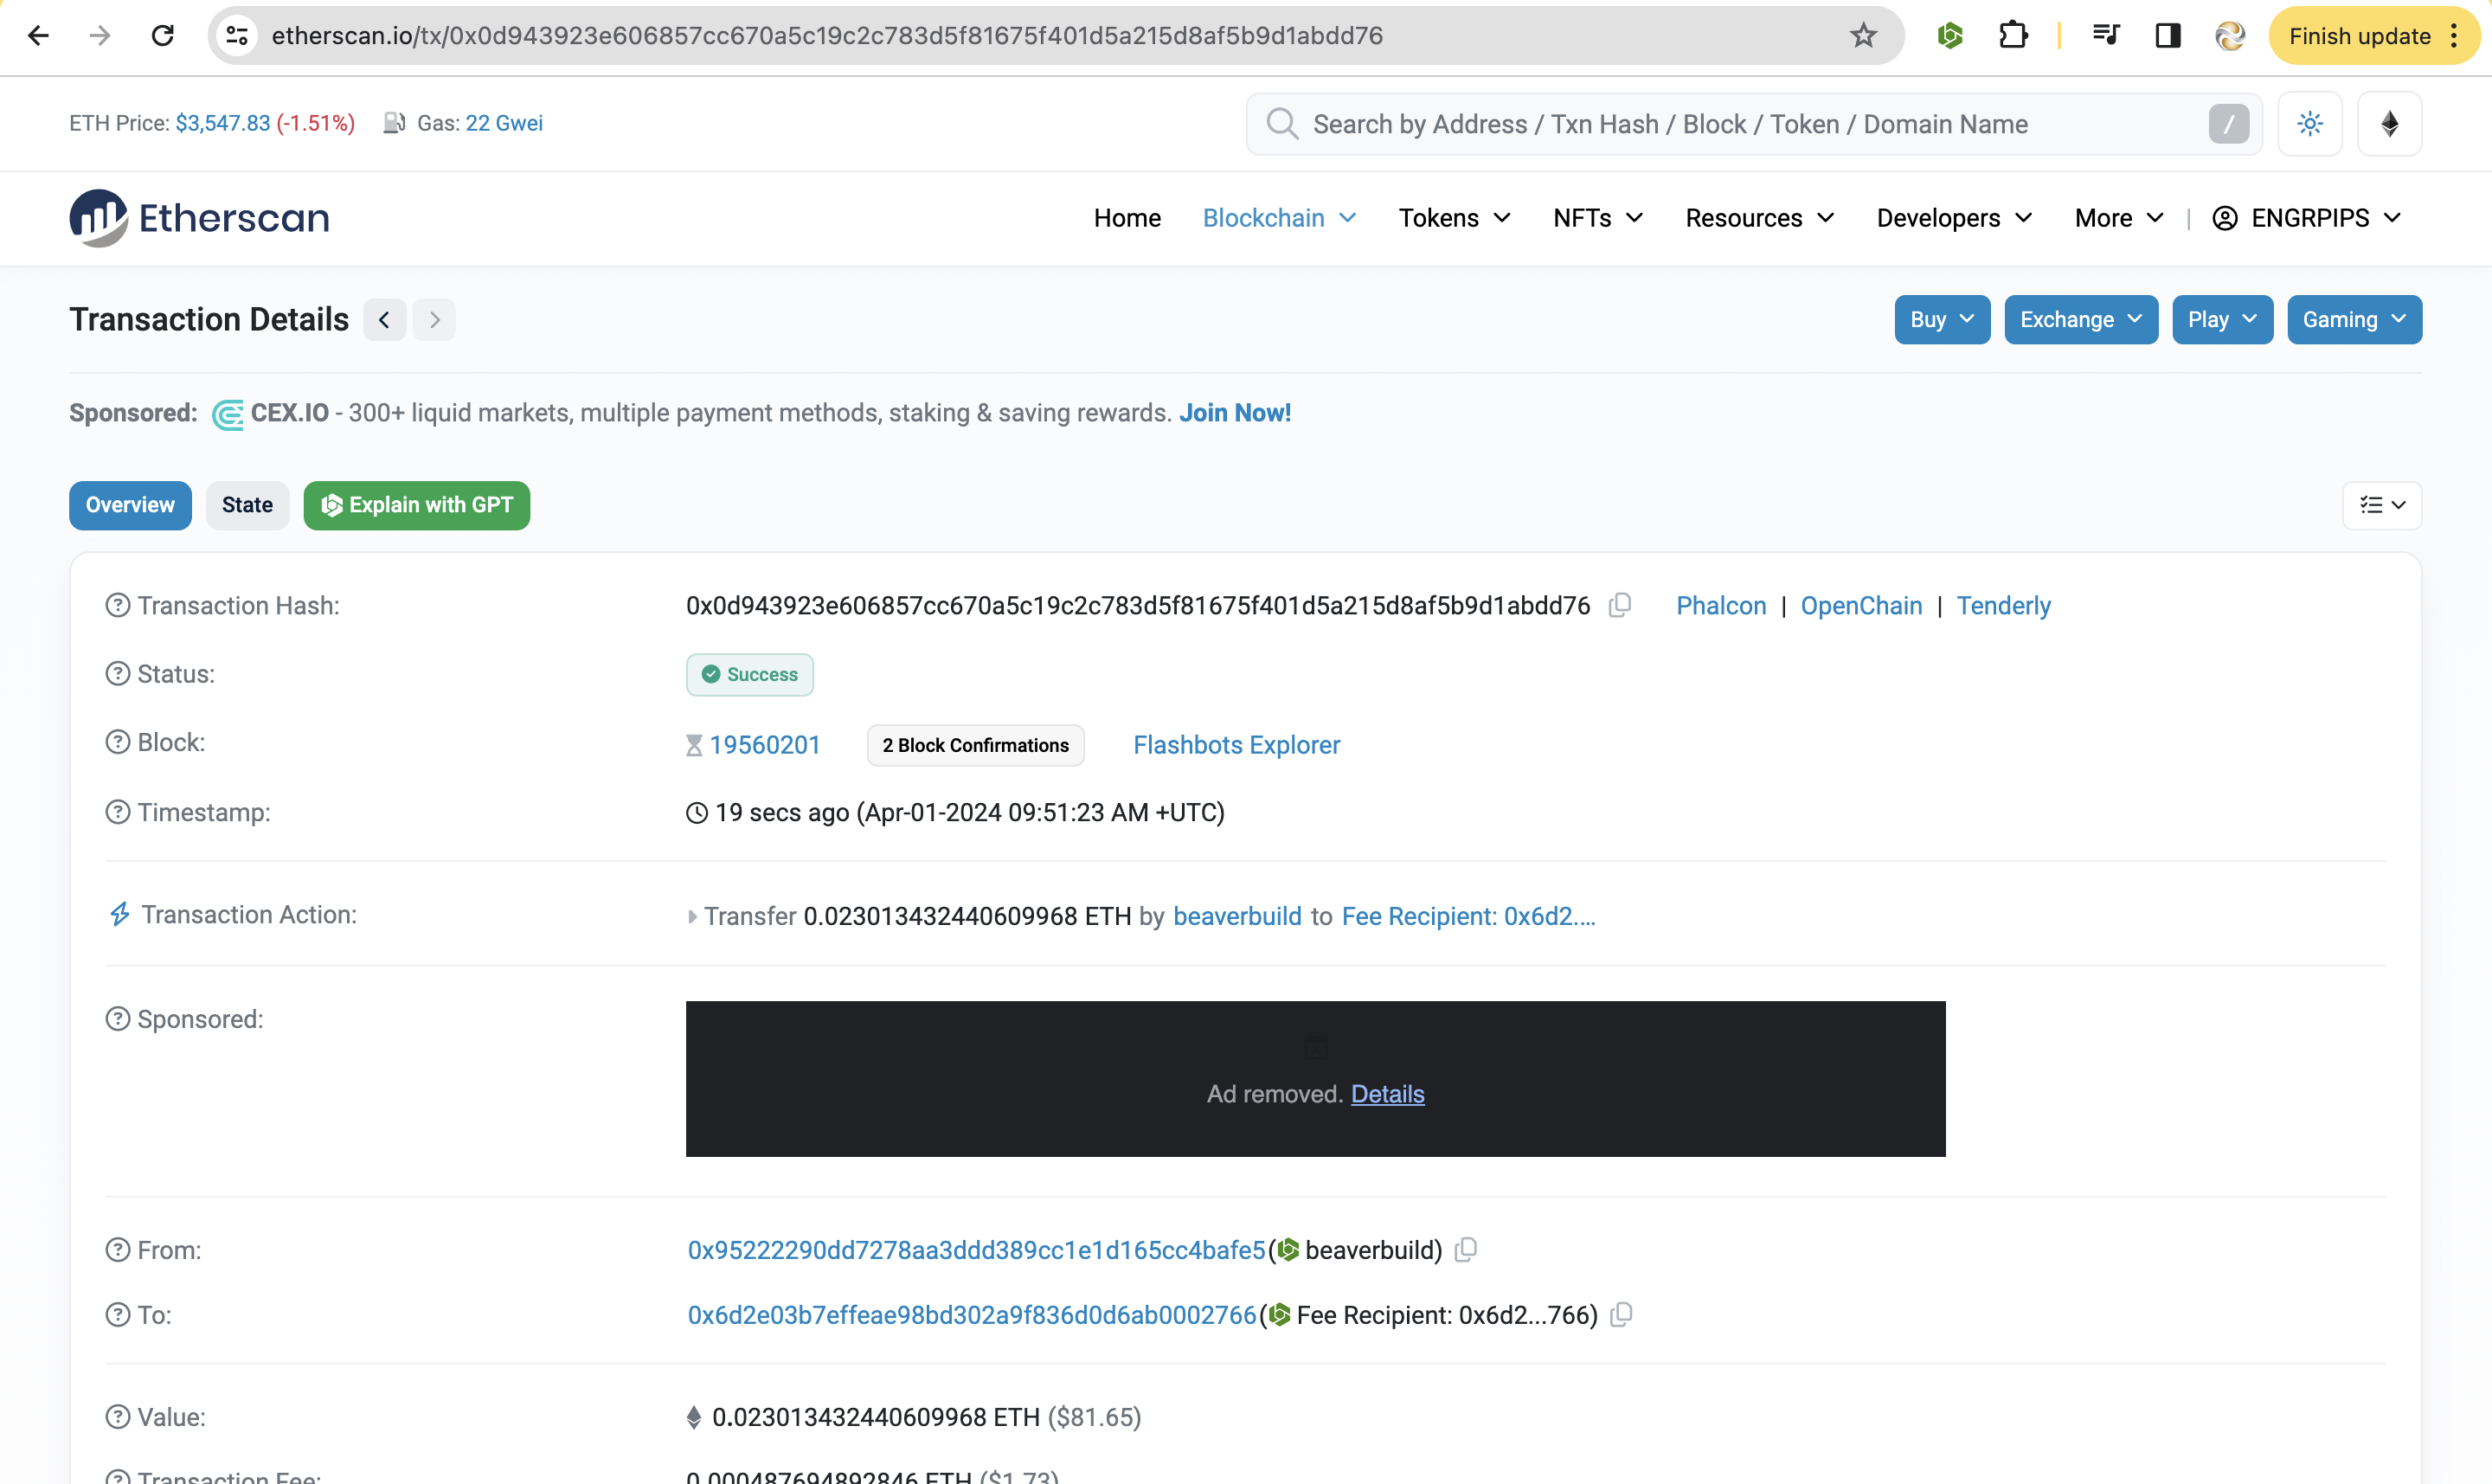 etherscan.io/tx/0x0d943923e606857cc670a5c19c2c783d5f81675f401d5a215d8af5b9d1abdd76
Finish update
ETH Price: $3,547.83 (-1.51%) Gas: 22 Gwei
Search by Address / Txn Hash / Block / Token / Domain Name /
Etherscan
Home Blockchain Tokens NFTs Resources Developers More | ENGRPIPS
Transaction Details
Buy Exchange Play Gaming
Sponsored: CEX.IO - 300+ liquid markets, multiple payment methods, staking & saving rewards. Join Now!
Overview State Explain with GPT
Transaction Hash: 0x0d943923e606857cc670a5c19c2c783d5f81675f401d5a215d8af5b9d1abdd76 Phalcon | OpenChain | Tenderly
Status: Success
Block: 19560201 2 Block Confirmations Flashbots Explorer
Timestamp: 19 secs ago (Apr-01-2024 09:51:23 AM +UTC)
Transaction Action: Transfer 0.023013432440609968 ETH by beaverbuild to Fee Recipient: 0x6d2....
Sponsored:
Ad removed. Details
From: 0x95222290dd7278aa3ddd389cc1e1d165cc4bafe5( beaverbuild)
To: 0x6d2e03b7effeae98bd302a9f836d0d6ab0002766( Fee Recipient: 0x6d2...766)
Value: 0.023013432440609968 ETH ($81.65)
Transaction Fee: 0.000487694892846 ETH ($1.73)